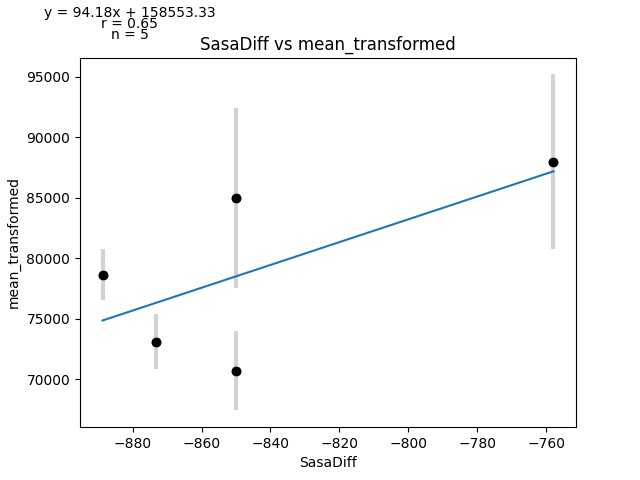 y = 94.18x + 158553.33
r = 0.65
n = 5
SasaDiff vs mean_transformed
95000
90000
85000
80000
75000
70000
mean_transformed
−880
−860
−840
−820
−800
−780
−760
SasaDiff